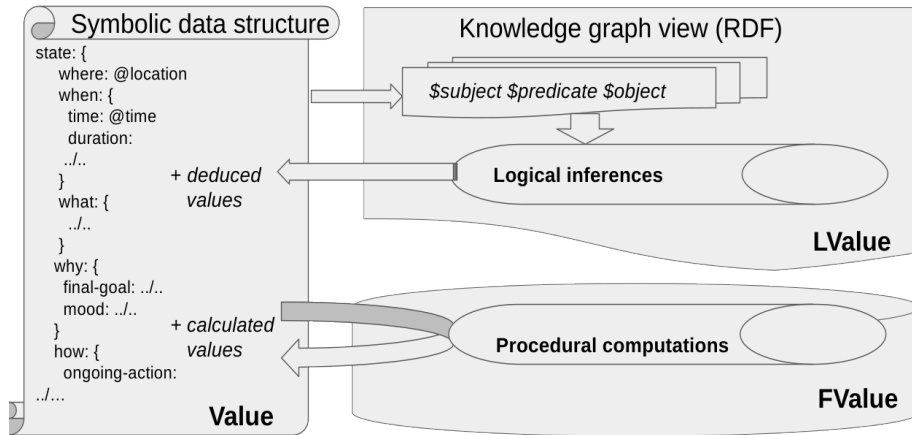 Symbolic data structure
state: {
where: @location
when: {
time: @time
duration:
../..
}
what: {
../..
}
why: {
final-goal: ../..
mood: ../..
}
how: {
ongoing-action:
../...
+ deduced
values
+ calculated
values
Value
Knowledge graph view (RDF)
$subject $predicate $object
Logical inferences
LValue
Procedural computations
FValue